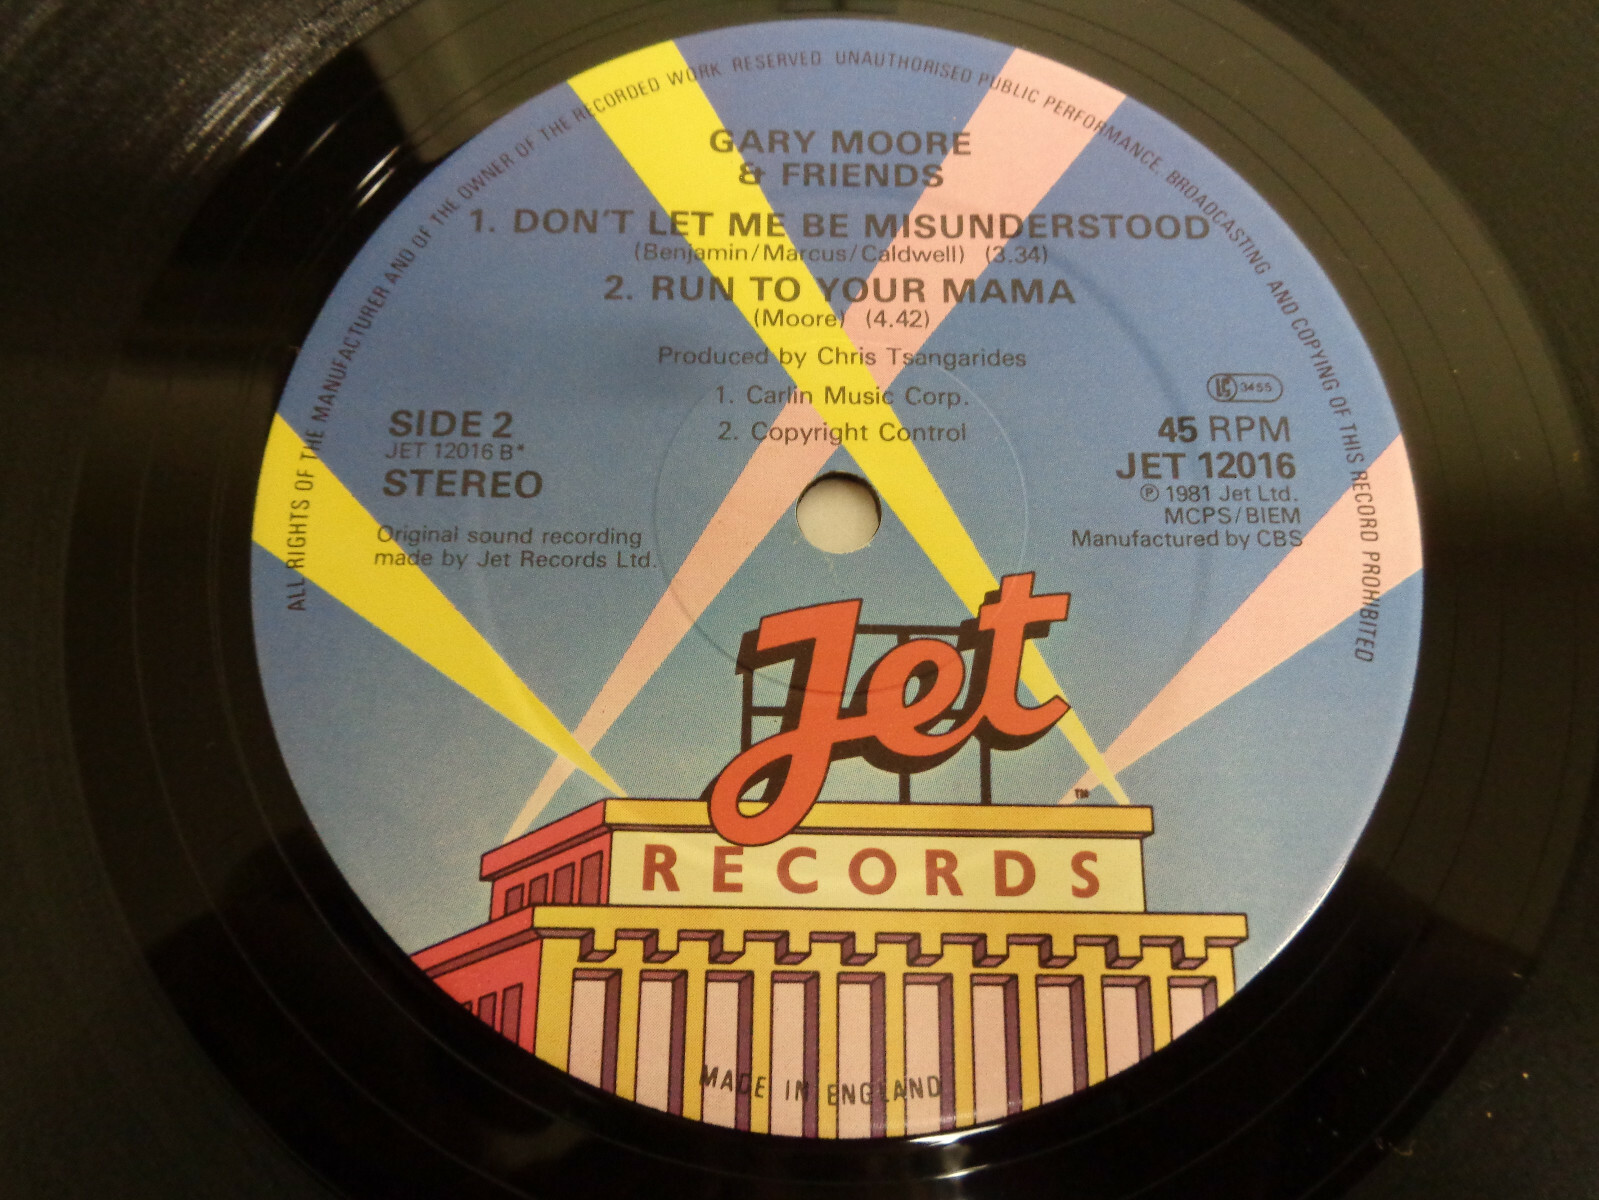 ALL RIGHTS OF THE MANUFACTURER AND OF THE OWNER OF THE RECORDED WORK RESERVED UNAUTHORISED PUBLIC PERFORMANCE, BROADCASTING AND COPYING OF THIS RECORD PROHIBITED
GARY MOORE
& FRIENDS
1. DON'T LET ME BE MISUNDERSTOOD
(Benjamin/Marcus/Caldwell) (3.34)
2. RUN TO YOUR MAMA
(Moore) (4.42)
Produced by Chris Tsangarides
1. Carlin Music Corp.
2. Copyright Control
SIDE 2
JET 12016 B*
STEREO
Original sound recording
made by Jet Records Ltd.
LC 3455
45 RPM
JET 12016
℗ 1981 Jet Ltd.
MCPS/BIEM
Manufactured by CBS
Jet
TM
RECORDS
MADE IN ENGLAND